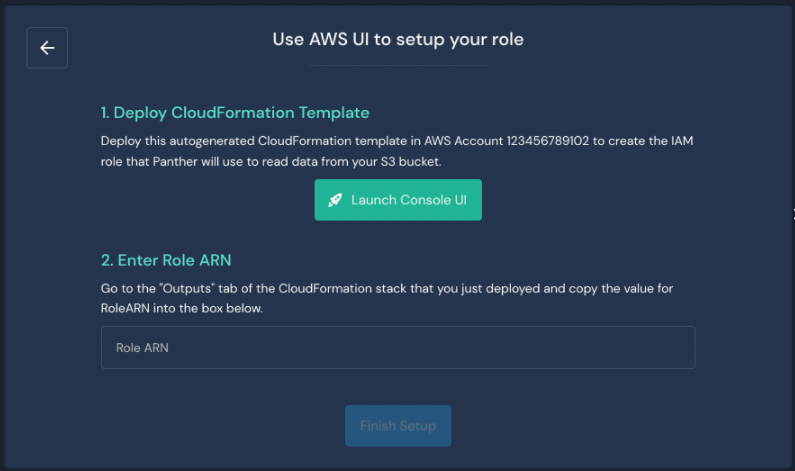 Use AWS UI to setup your role
1. Deploy CloudFormation Template
Deploy this autogenerated CloudFormation template in AWS Account 123456789102 to create the IAM
role that Panther will use to read data from your S3 bucket.
Launch Console UI
2. Enter Role ARN
Go to the "Outputs" tab of the CloudFormation stack that you just deployed and copy the value for
RoleARN into the box below.
Role ARN
Finish Setup